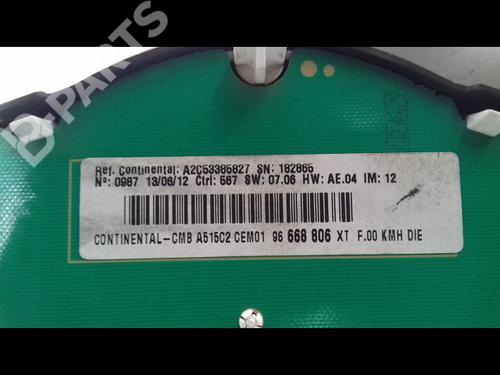 B-PARTS
Ref. Continental: A2C53385827 SN: 182865
Nº: 0987 13/06/12 Ctrl: 567 SW: 07.06 HW: AE.04 IM: 12
CONTINENTAL-CMB A515C2 CEM01 96 668 806 XT F.00 KMH DIE